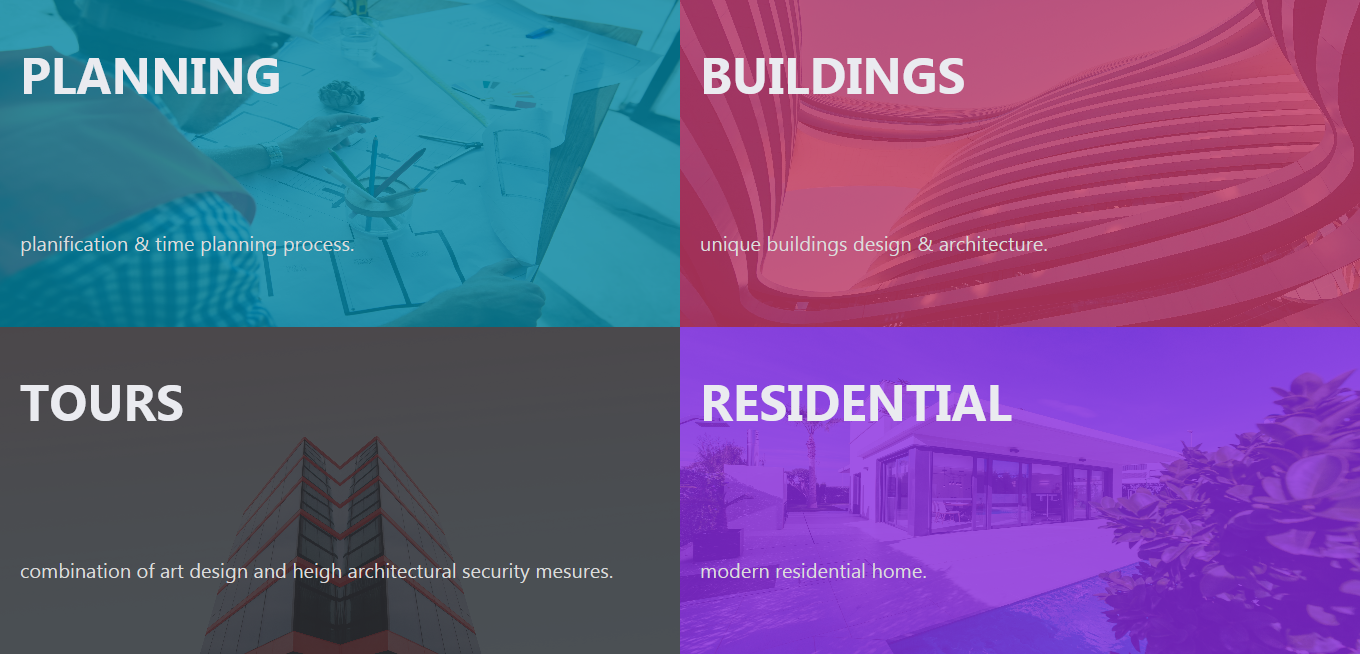 PLANNING
planification & time planning process.
BUILDINGS
unique buildings design & architecture.
TOURS
combination of art design and heigh architectural security mesures.
RESIDENTIAL
modern residential home.